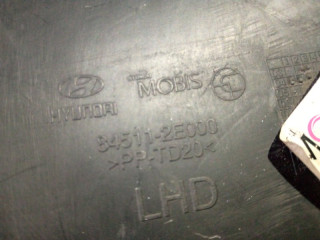 HYUNDAI MOBIS
84511-2E000
>PP-TD20<
LHD